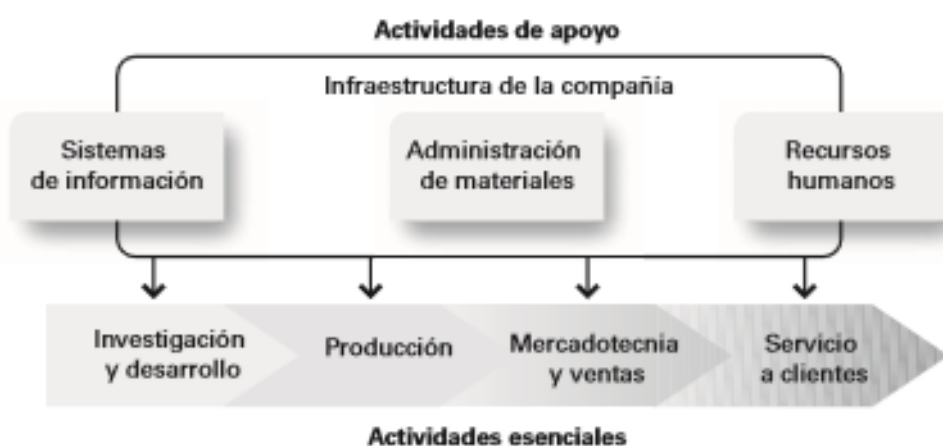 Actividades de apoyo
Infraestructura de la compañía
Sistemas
de información
Administración
de materiales
Recursos
humanos
Investigación
y desarrollo
Producción
Mercadotecnia
y ventas
Servicio
a clientes
Actividades esenciales